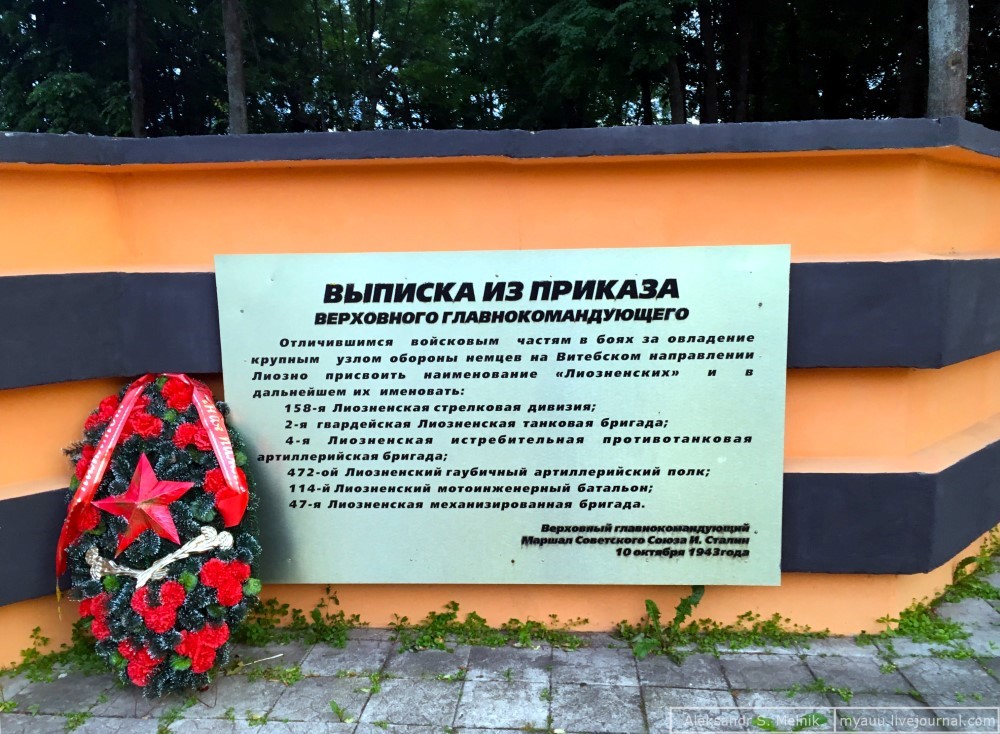 ВЫПИСКА ИЗ ПРИКАЗА
ВЕРХОВНОГО ГЛАВНОКОМАНДУЮЩЕГО
Отличившимся войсковым частям в боях за овладение
крупным узлом обороны немцев на Витебском направлении
Лиозно присвоить наименование «Лиозненских» и в
дальнейшем их именовать:
158-я Лиозненская стрелковая дивизия;
2-я гвардейская Лиозненская танковая бригада;
4-я Лиозненская истребительная противотанковая
артиллерийская бригада;
472-ой Лиозненский гаубичный артиллерийский полк;
114-й Лиозненский мотоинженерный батальон;
47-я Лиозненская механизированная бригада.
Верховный главнокомандующий
Маршал Советского Союза И. Сталин
10 октября 1943года
Aleksandr S. Melnik myauu.livejournal.com